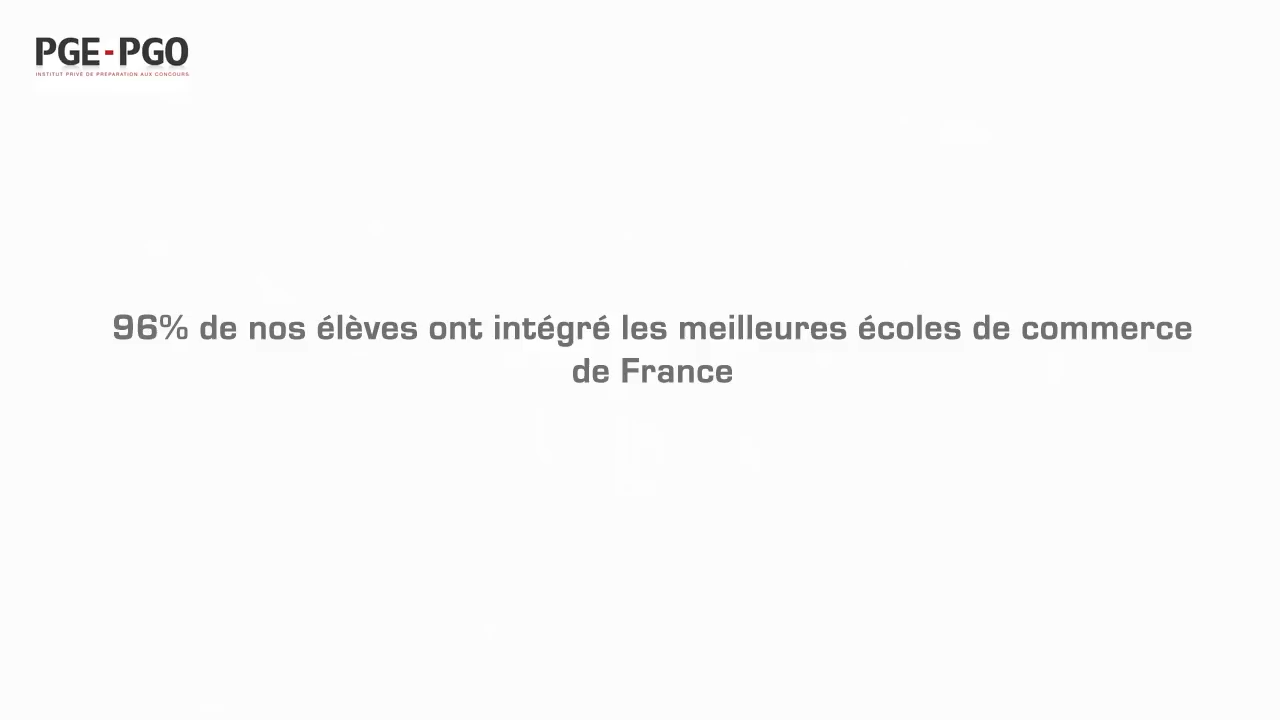 PGE-PGO
INSTITUT PRIVÉ DE PRÉPARATION AUX CONCOURS
96% de nos élèves ont intégré les meilleures écoles de commerce
de France